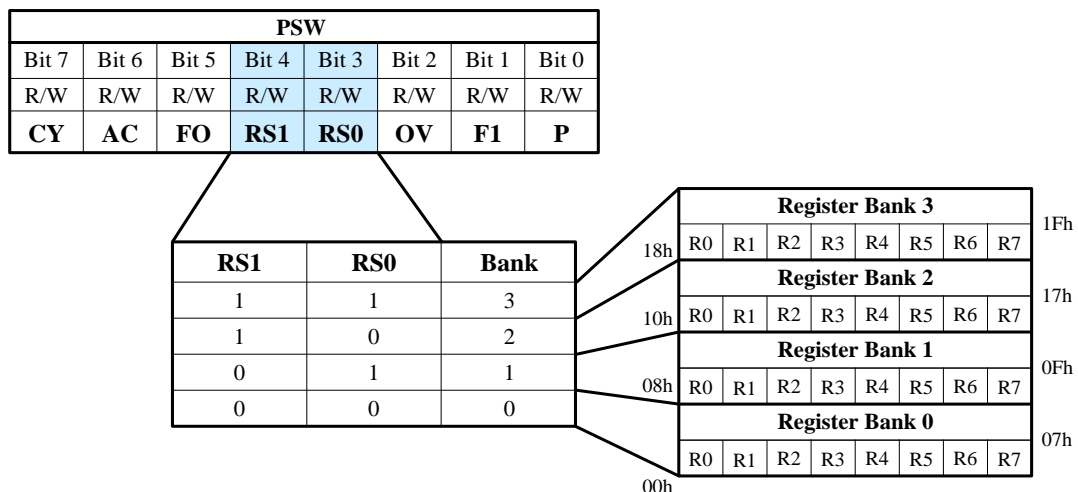 PSW
Bit 7 Bit 6 Bit 5 Bit 4 Bit 3 Bit 2 Bit 1 Bit 0
R/W R/W R/W R/W R/W R/W R/W R/W
CY AC FO RS1 RS0 OV F1 P
RS1 RS0 Bank
1 1 3
1 0 2
0 1 1
0 0 0
Register Bank 3
1Fh
18h R0 R1 R2 R3 R4 R5 R6 R7
Register Bank 2
17h
10h R0 R1 R2 R3 R4 R5 R6 R7
Register Bank 1
0Fh
08h R0 R1 R2 R3 R4 R5 R6 R7
Register Bank 0
07h
R0 R1 R2 R3 R4 R5 R6 R7
00h